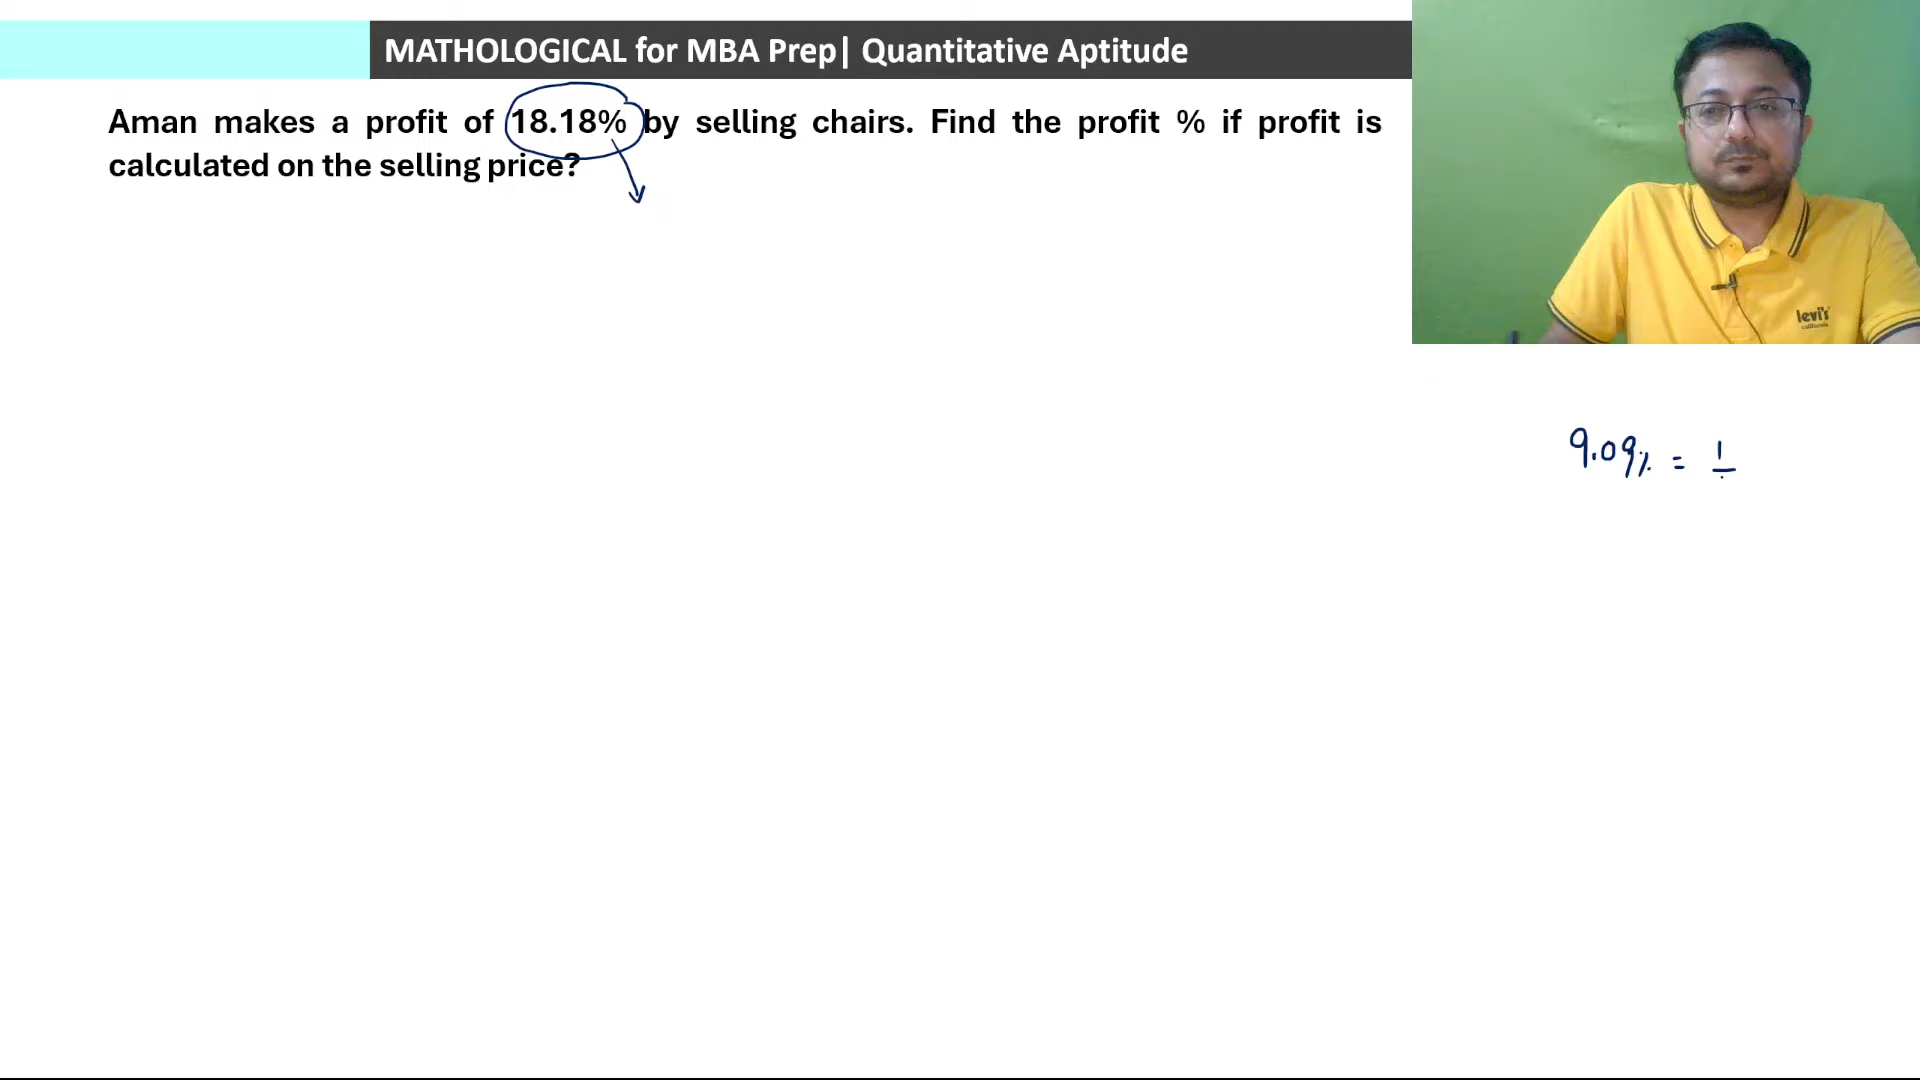 MATHOLOGICAL for MBA Prep| Quantitative Aptitude
Aman makes a profit of 18.18% by selling chairs. Find the profit % if profit is
calculated on the selling price?
levi's
california
9.09% = 1